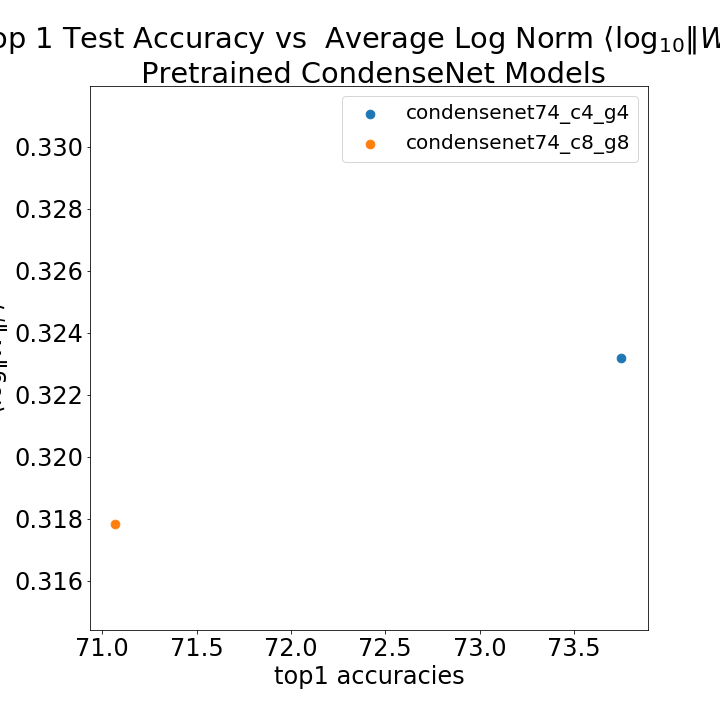 op 1 Test Accuracy vs Average Log Norm ⟨log₁₀‖W
Pretrained CondenseNet Models
condensenet74_c4_g4
condensenet74_c8_g8
0.330
0.328
0.326
0.324
0.322
0.320
0.318
0.316
71.0 71.5 72.0 72.5 73.0 73.5
top1 accuracies